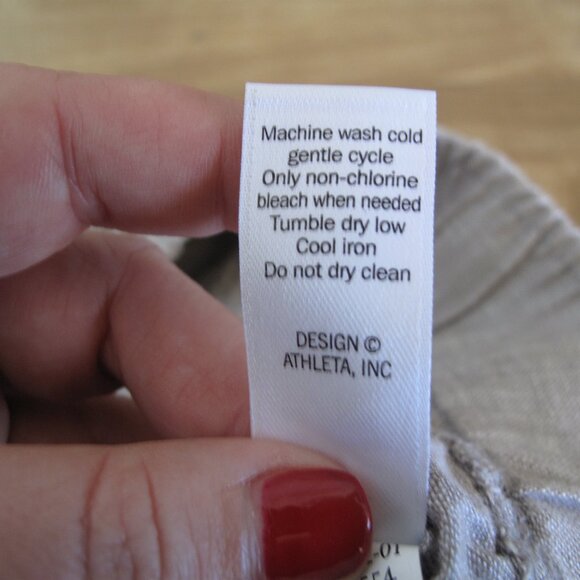 Machine wash cold
gentle cycle
Only non-chlorine
bleach when needed
Tumble dry low
Cool iron
Do not dry clean
DESIGN ©
ATHLETA, INC
-01